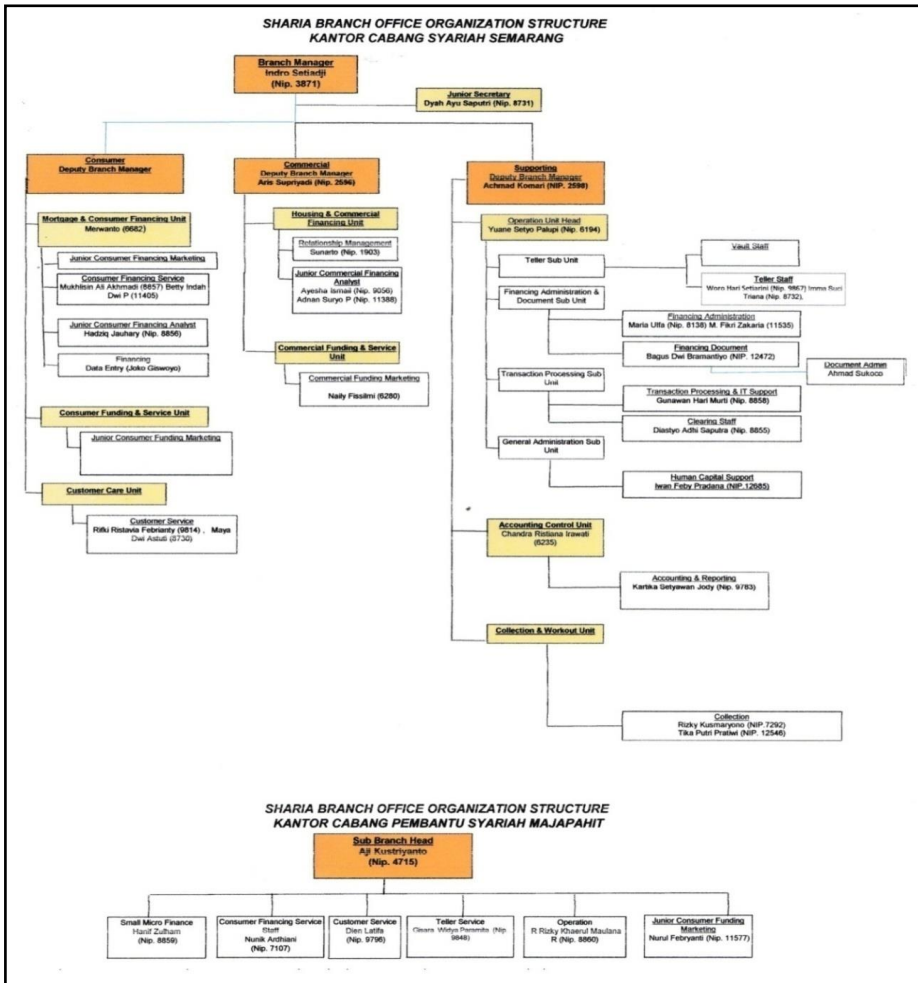 SHARIA BRANCH OFFICE ORGANIZATION STRUCTURE
KANTOR CABANG SYARIAH SEMARANG
Branch Manager
Indro Setiadji
(Nip. 3871)
Junior Secretary
Dyah Ayu Saputri (Nip. 8731)
Consumer
Deputy Branch Manager
Commercial
Deputy Branch Manager
Aris Supriyadi (Nip. 2596)
Supporting
Deputy Branch Manager
Achmad Komari (NIP. 2598)
Mortgage & Consumer Financing Unit
Merwanto (6682)
Junior Consumer Financing Marketing
Consumer Financing Service
Mukhlisin Ali Akhmadi (6657) Betty Indah
Dwi P (11405)
Junior Consumer Financing Analyst
Hadziq Jauhary (Nip. 8856)
Financing
Data Entry (Joko Giswoyo)
Consumer Funding & Service Unit
Junior Consumer Funding Marketing
Customer Care Unit
Customer Service
Rifki Ristavia Febrianty (9814) , Maya
Dwi Astuti (8730)
Housing & Commercial
Financing Unit
Relationship Management
Sunarto (Nip. 1903)
Junior Commercial Financing
Analyst
Ayesha Ismail (Nip. 9056)
Adnan Suryo P (Nip. 11388)
Commercial Funding & Service
Unit
Commercial Funding Marketing
Naily Fissilmi (6280)
Operation Unit Head
Yuane Setyo Palupi (Nip. 6194)
Teller Sub Unit
Vault Staff
Teller Staff
Woro Hari Setiarini (Nip. 9867) Imma Suci
Triana (Nip. 8732).
Financing Administration &
Document Sub Unit
Financing Administration
Maria Ulfa (Nip. 8138) M. Fikri Zakaria (11535)
Financing Document
Bagus Dwi Bramantiyo (NIP. 12472)
Document Admin
Ahmad Sukoco
Transaction Processing Sub
Unit
Transaction Processing & IT Support
Gunawan Hari Murti (Nip. 8858)
Clearing Staff
Diastyo Adhi Saputra (Nip. 8855)
General Administration Sub
Unit
Human Capital Support
Iwan Feby Pradana (NIP.12685)
Accounting Control Unit
Chandra Ristiana Irawati
(6235)
Accounting & Reporting
Kartika Setyawan Jody (Nip. 9783)
Collection & Workout Unit
Collection
Rizky Kusmaryono (NIP.7292)
Tika Putri Pratiwi (NIP. 12546)
SHARIA BRANCH OFFICE ORGANIZATION STRUCTURE
KANTOR CABANG PEMBANTU SYARIAH MAJAPAHIT
Sub Branch Head
Aji Kustriyanto
(Nip. 4715)
Small Micro Finance
Hanif Zulham
(Nip. 8859)
Consumer Financing Service
Staff
Nunik Ardhiani
(Nip. 7107)
Customer Service
Dien Latifa
(Nip. 9796)
Teller Service
Widya Paramita (Nip.
9848)
Operation
R Rizky Khaerul Maulana
R (Nip. 8860)
Junior Consumer Funding
Marketing
Nurul Febryanti (Nip. 11577)